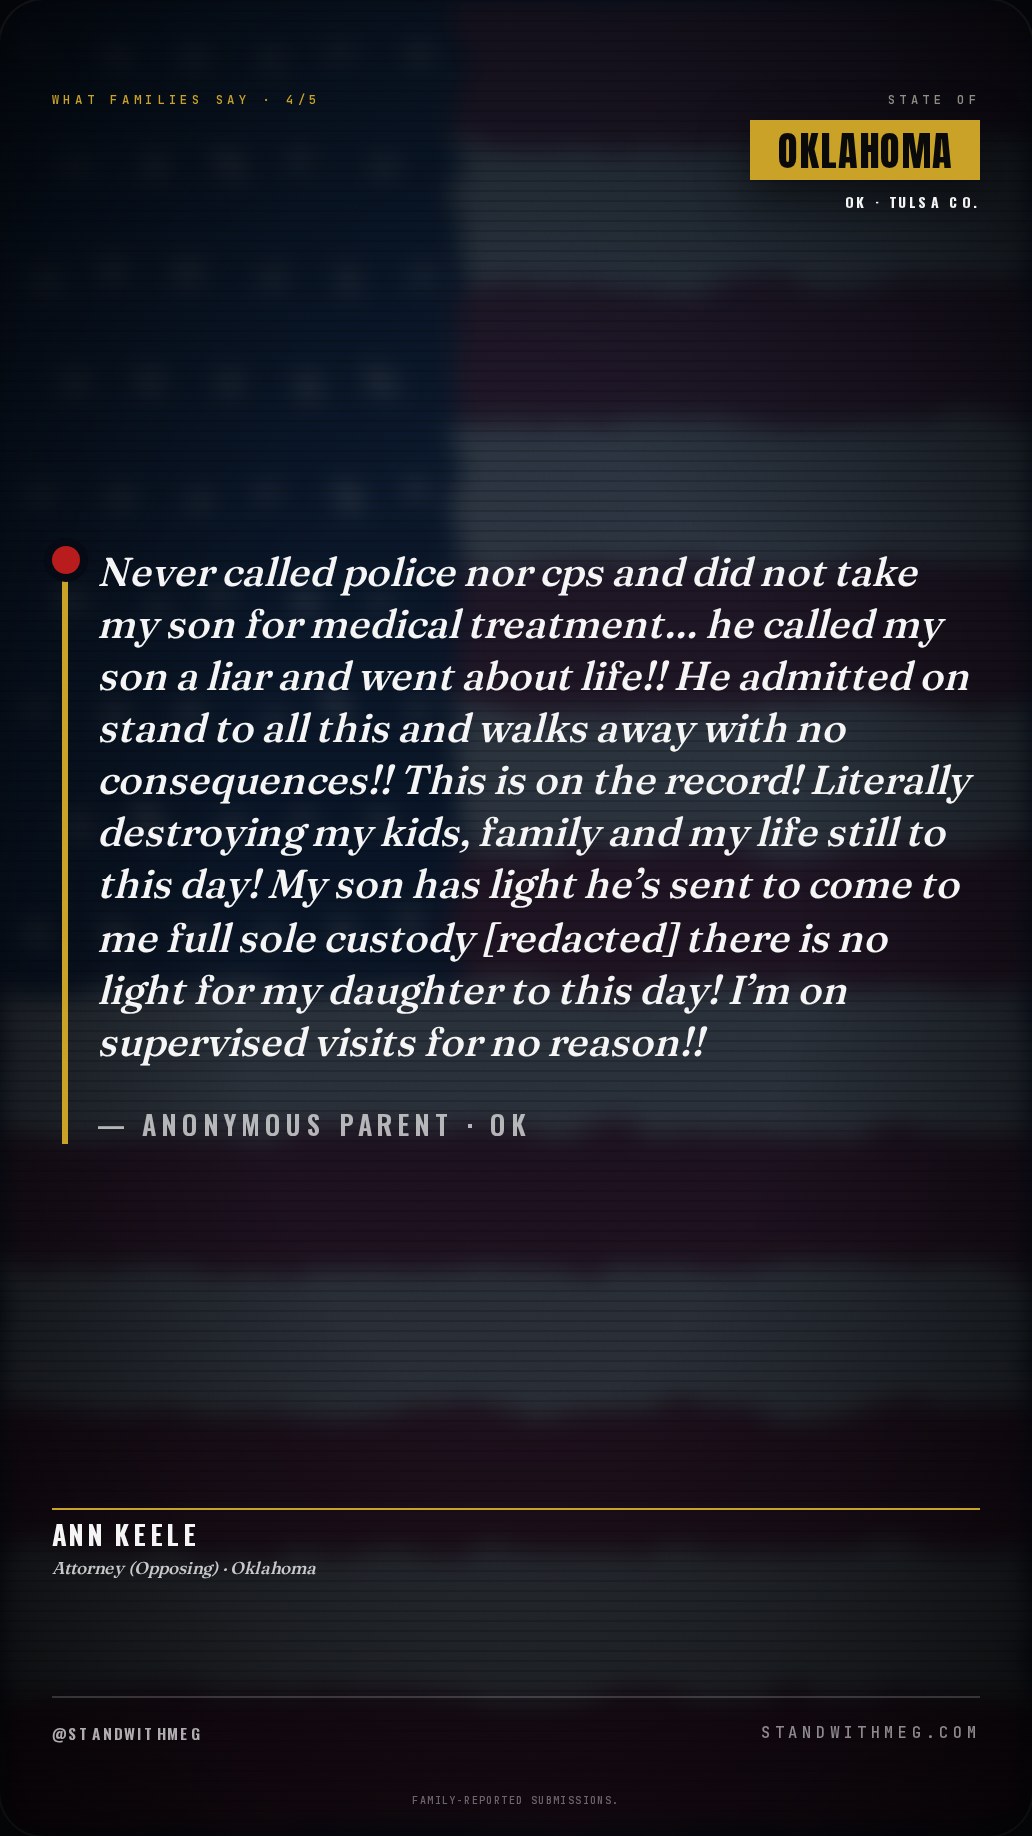 WHAT FAMILIES SAY · 4/5
STATE OF
OKLAHOMA
OK · TULSA CO.
Never called police nor cps and did not take
my son for medical treatment... he called my
son a liar and went about life!! He admitted on
stand to all this and walks away with no
consequences!! This is on the record! Literally
destroying my kids, family and my life still to
this day! My son has light he’s sent to come to
me full sole custody [redacted] there is no
light for my daughter to this day! I’m on
supervised visits for no reason!!
— ANONYMOUS PARENT · OK
ANN KEELE
Attorney (Opposing) · Oklahoma
@STANDWITHMEG
STANDWITHMEG.COM
FAMILY-REPORTED SUBMISSIONS.